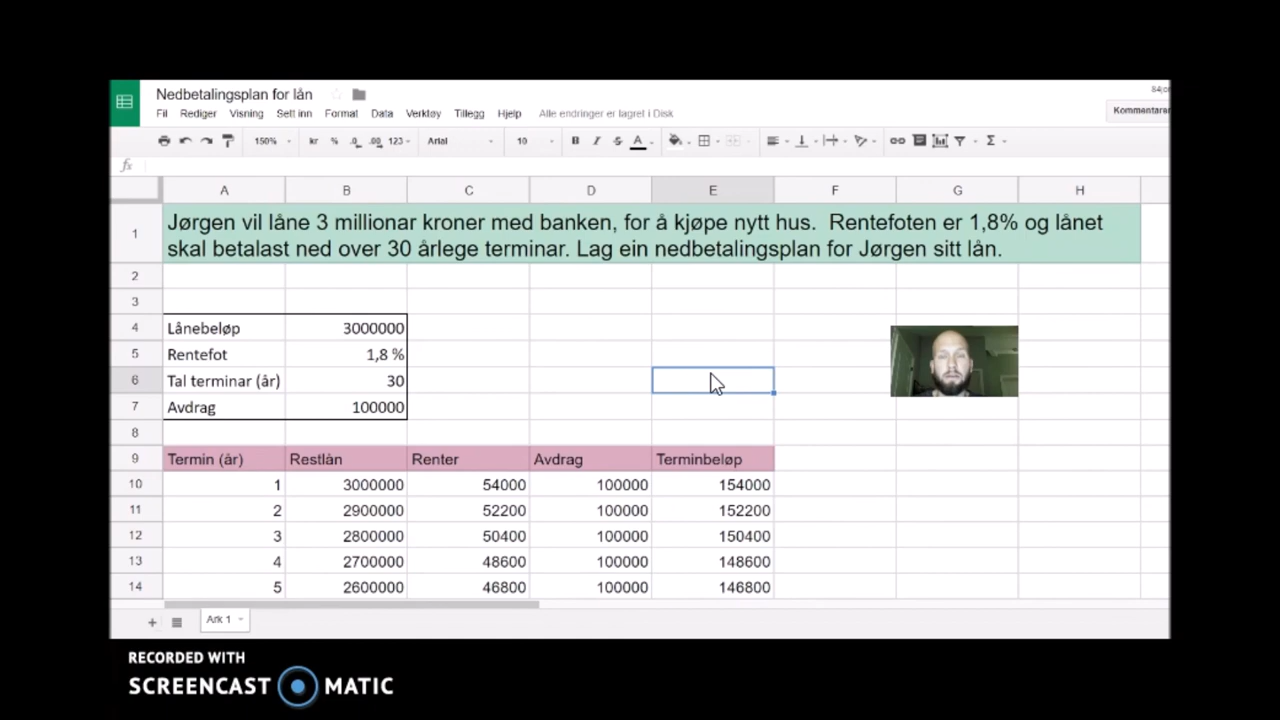 Nedbetalingsplan for lån
Fil Rediger Visning Sett inn Format Data Verktøy Tillegg Hjelp Alle endringer er lagret i Disk
Kommentarer
150% kr % .0 .00 123 Arial 10 B I S A Σ
fx
A B C D E F G H
1 Jørgen vil låne 3 millionar kroner med banken, for å kjøpe nytt hus. Rentefoten er 1,8% og lånet
skal betalast ned over 30 årlege terminar. Lag ein nedbetalingsplan for Jørgen sitt lån.
2
3
4 Lånebeløp 3000000
5 Rentefot 1,8 %
6 Tal terminar (år) 30
7 Avdrag 100000
8
9 Termin (år) Restlån Renter Avdrag Terminbeløp
10 1 3000000 54000 100000 154000
11 2 2900000 52200 100000 152200
12 3 2800000 50400 100000 150400
13 4 2700000 48600 100000 148600
14 5 2600000 46800 100000 146800
+ Ark 1
RECORDED WITH
SCREENCAST MATIC